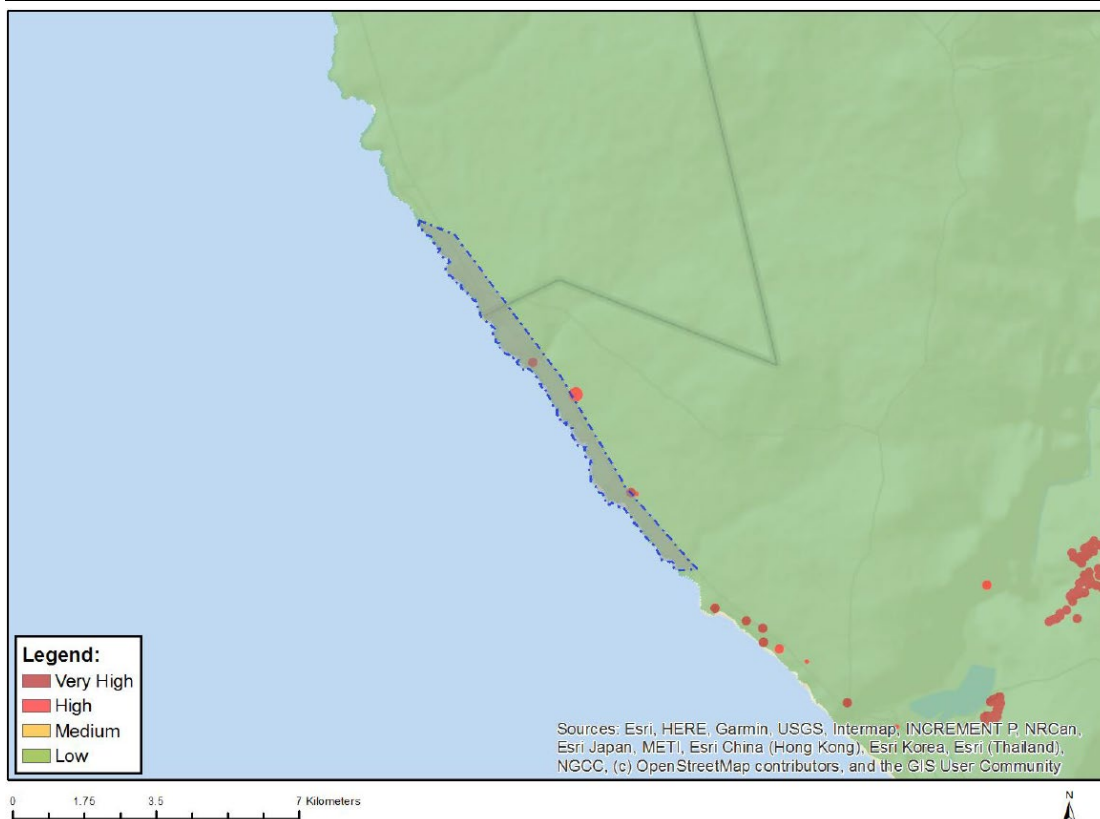 Legend:
Very High
High
Medium
Low
Sources: Esri, HERE, Garmin, USGS, Intermap, INCREMENT P, NRCan,
Esri Japan, METI, Esri China (Hong Kong), Esri Korea, Esri (Thailand),
NGCC, (c) OpenStreetMap contributors, and the GIS User Community
0 1.75 3.5 7 Kilometers
N